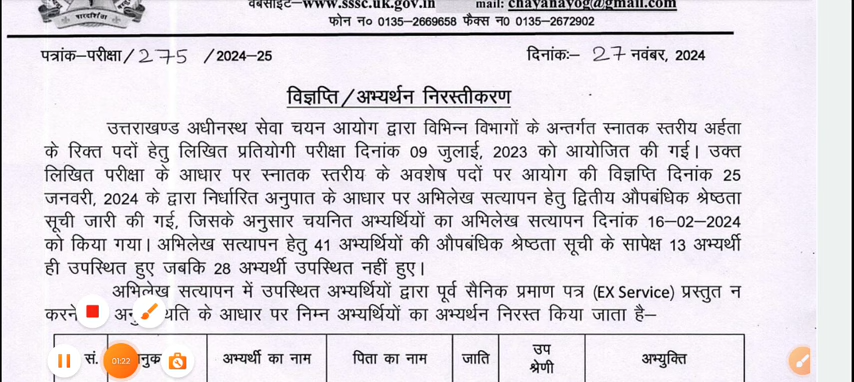 वेबसाइट–www.sssc.uk.gov.in mail: chayanayog@gmail.com
फोन न० 0135-2669658 फैक्स न0 0135-2672902
पारदर्शिता
पत्रांक–परीक्षा/275 /2024–25 दिनांकः– 27 नवंबर, 2024
विज्ञप्ति/अभ्यर्थन निरस्तीकरण
उत्तराखण्ड अधीनस्थ सेवा चयन आयोग द्वारा विभिन्न विभागों के अन्तर्गत स्नातक स्तरीय अर्हता
के रिक्त पदों हेतु लिखित प्रतियोगी परीक्षा दिनांक 09 जुलाई, 2023 को आयोजित की गई। उक्त
लिखित परीक्षा के आधार पर स्नातक स्तरीय के अवशेष पदों पर आयोग की विज्ञप्ति दिनांक 25
जनवरी, 2024 के द्वारा निर्धारित अनुपात के आधार पर अभिलेख सत्यापन हेतु द्वितीय औपबंधिक श्रेष्ठता
सूची जारी की गई, जिसके अनुसार चयनित अभ्यर्थियों का अभिलेख सत्यापन दिनांक 16–02–2024
को किया गया। अभिलेख सत्यापन हेतु 41 अभ्यर्थियों की औपबंधिक श्रेष्ठता सूची के सापेक्ष 13 अभ्यर्थी
ही उपस्थित हुए जबकि 28 अभ्यर्थी उपस्थित नहीं हुए।
अभिलेख सत्यापन में उपस्थित अभ्यर्थियों द्वारा पूर्व सैनिक प्रमाण पत्र (EX Service) प्रस्तुत न
करने के आधार पर निम्न अभ्यर्थियों का अभ्यर्थन निरस्त किया जाता है–
01:22 सं. अभ्यर्थी का नाम पिता का नाम जाति उप श्रेणी अभ्युक्ति